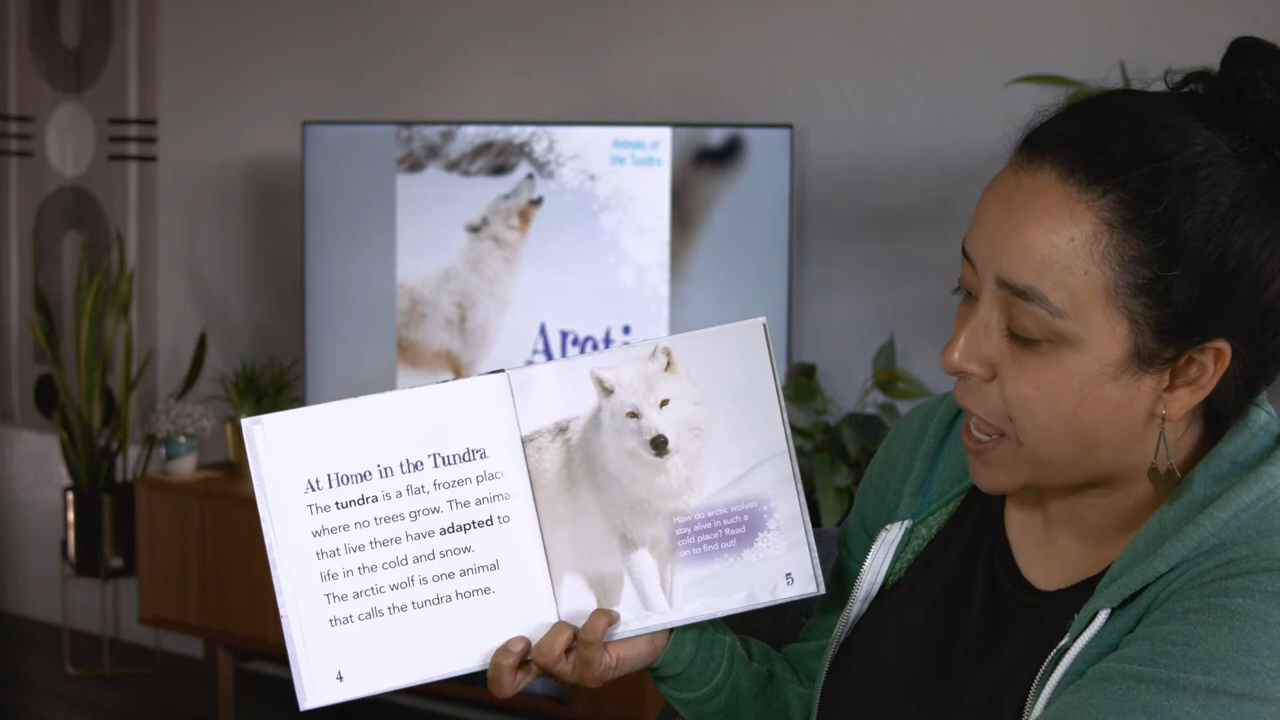 Animals of
the Tundra
At Home in the Tundra
The tundra is a flat, frozen place
where no trees grow. The
that live there have adapted to
life in the cold and snow.
The arctic wolf is one animal
that calls the tundra home.
4
How do arctic wolves
stay alive in such a
cold place? Read
on to find out!
5